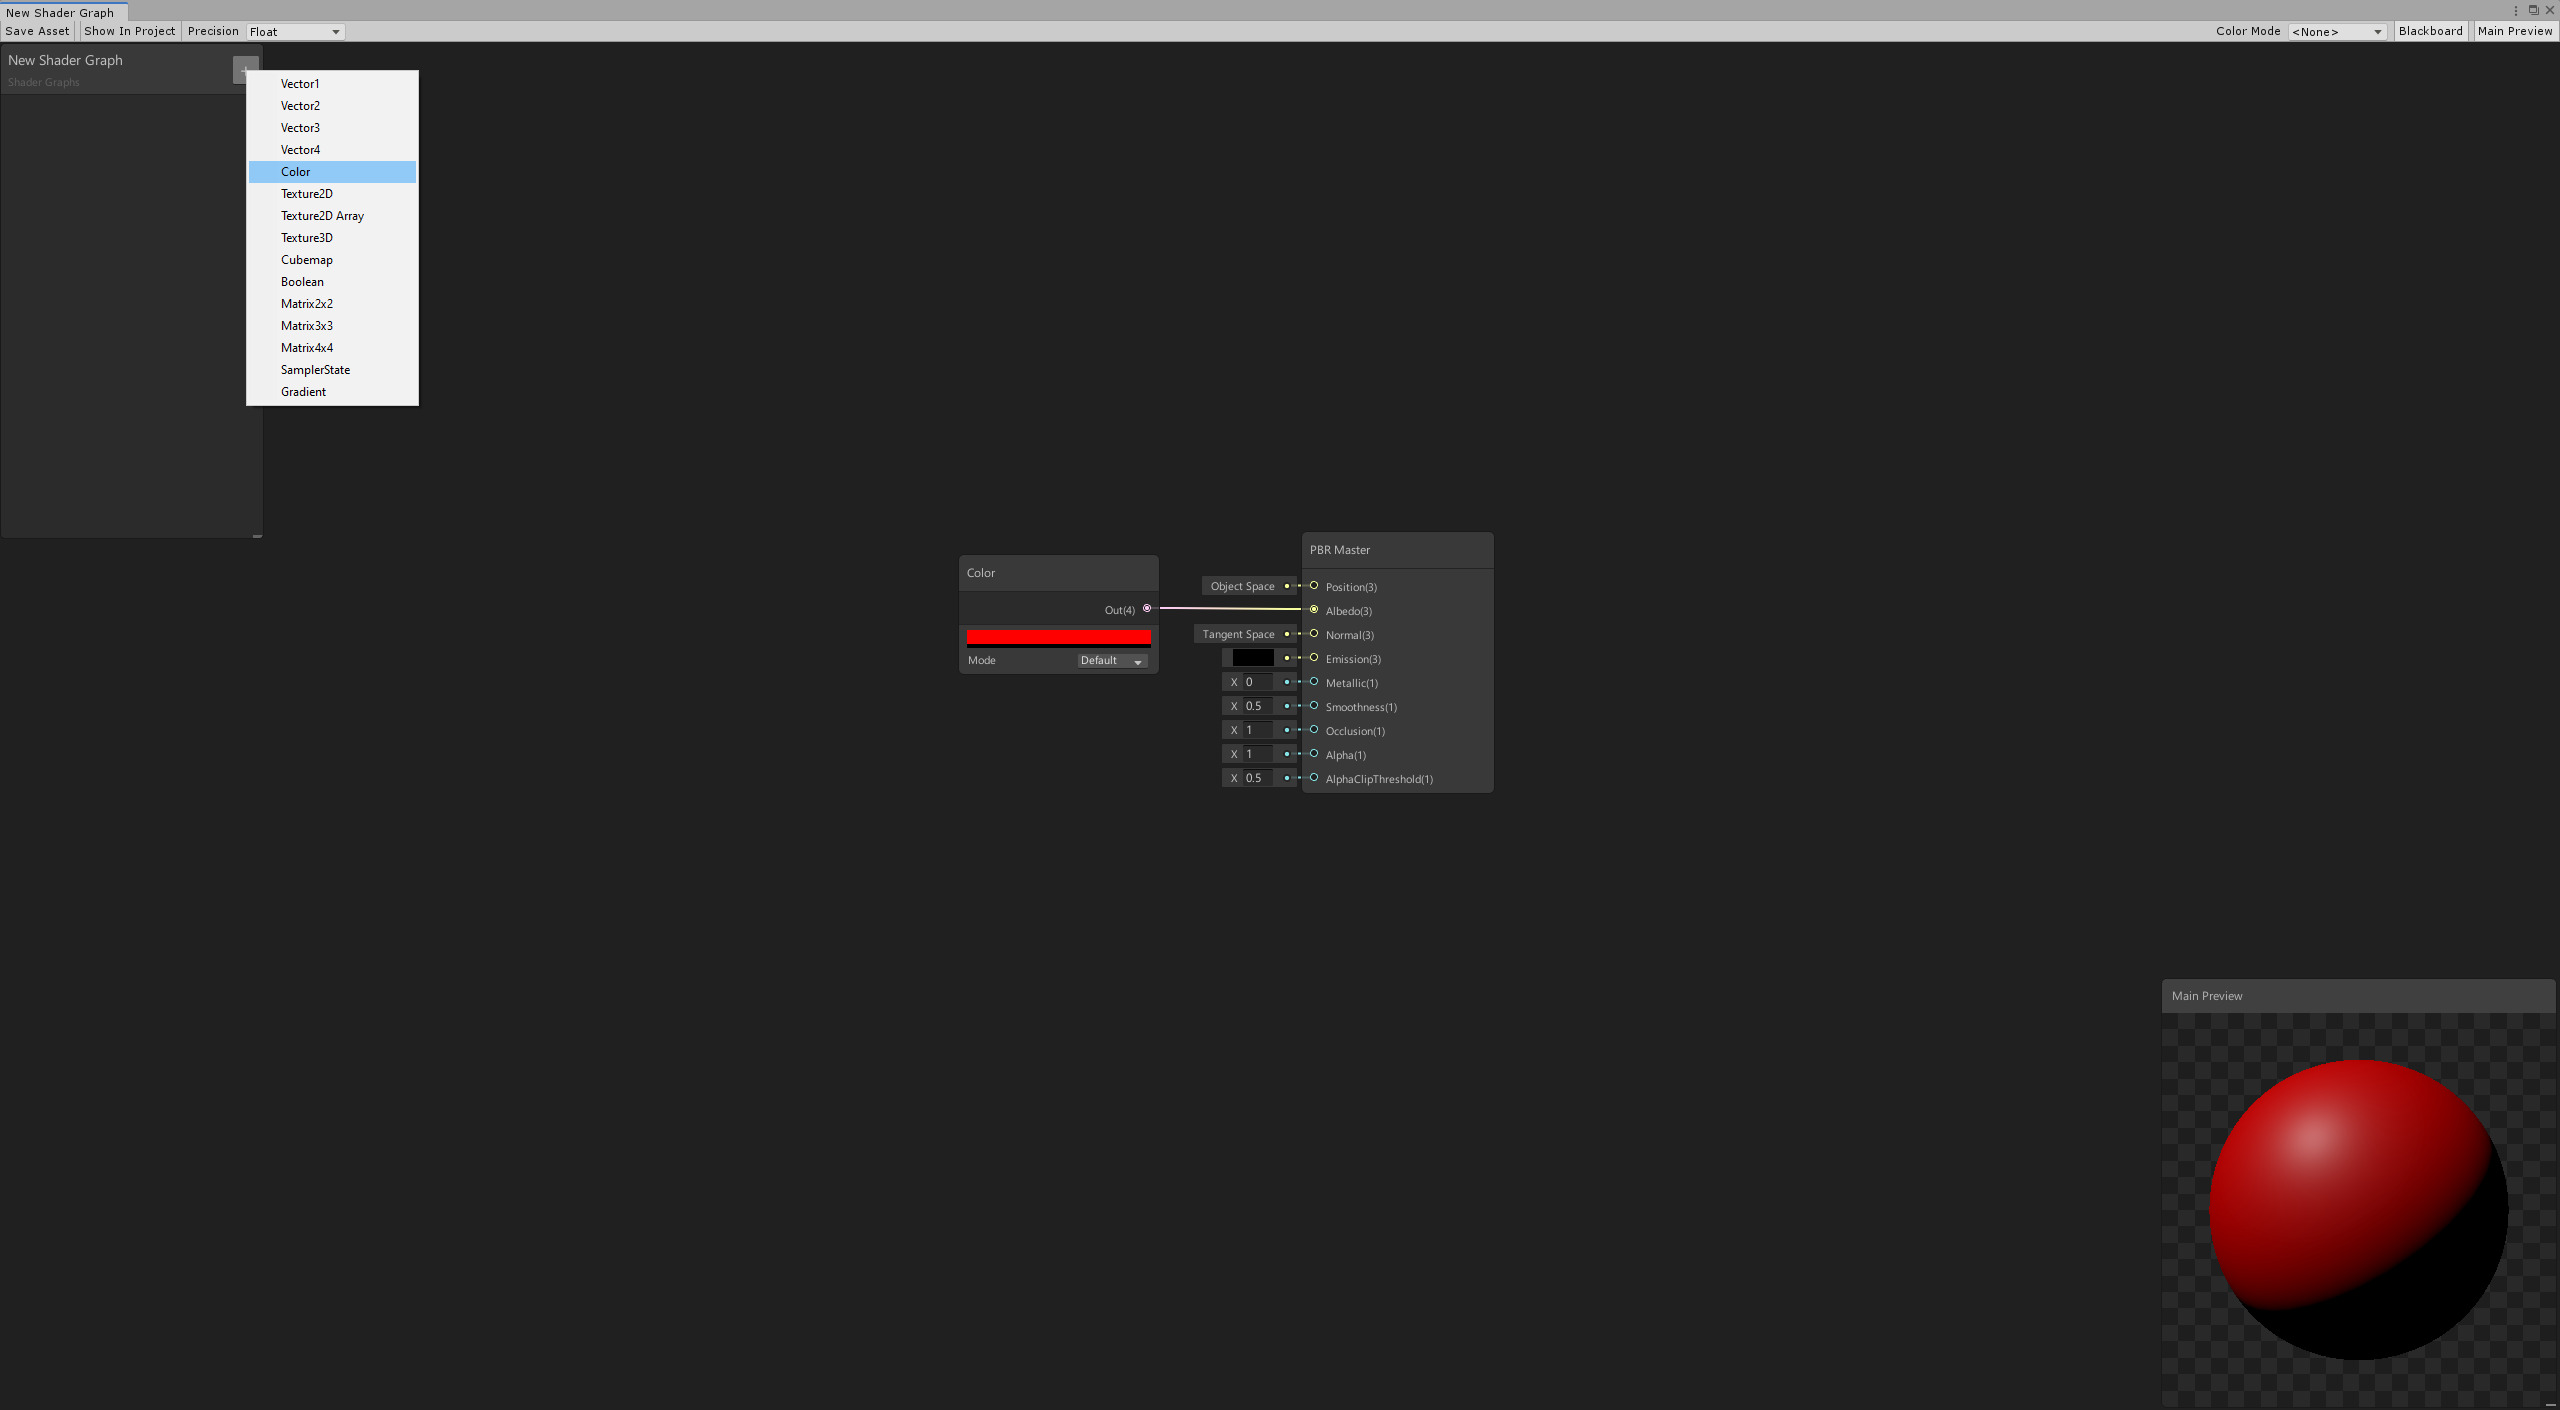 New Shader Graph
Save Asset Show In Project Precision Float Color Mode <None> Blackboard Main Preview
New Shader Graph
Shader Graphs
+
Vector1
Vector2
Vector3
Vector4
Color
Texture2D
Texture2D Array
Texture3D
Cubemap
Boolean
Matrix2x2
Matrix3x3
Matrix4x4
SamplerState
Gradient
Color
Out(4)
Mode Default
PBR Master
Object Space Position(3)
Albedo(3)
Tangent Space Normal(3)
Emission(3)
X 0 Metallic(1)
X 0.5 Smoothness(1)
X 1 Occlusion(1)
X 1 Alpha(1)
X 0.5 AlphaClipThreshold(1)
Main Preview